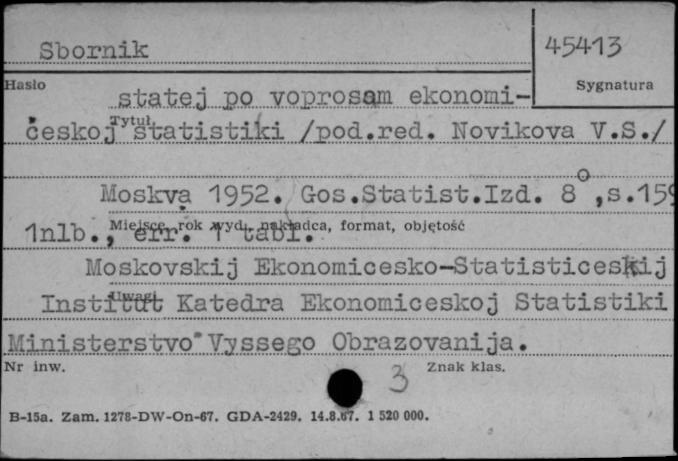 Sbornik
45413
Hasło
Sygnatura
statej po voprosam ekonomi-
Tytuł
českoj statistiki /pod.red. Novikova V.S./
Moskva 1952. Gos.Statist.Izd. 8°,s.159
Miejsce, rok wyd., nakładca, format, objętość
1nlb., err. 1 tabl.
Moskovskij Ekonomicesko-Statisticeskij
Uwagi
Institut Katedra Ekonomiceskoj Statistiki
Ministerstvo Vyssego Obrazovanija.
Nr inw.
3
Znak klas.
B-15a. Zam. 1278-DW-On-67. GDA-2429. 14.8.67. 1 520 000.